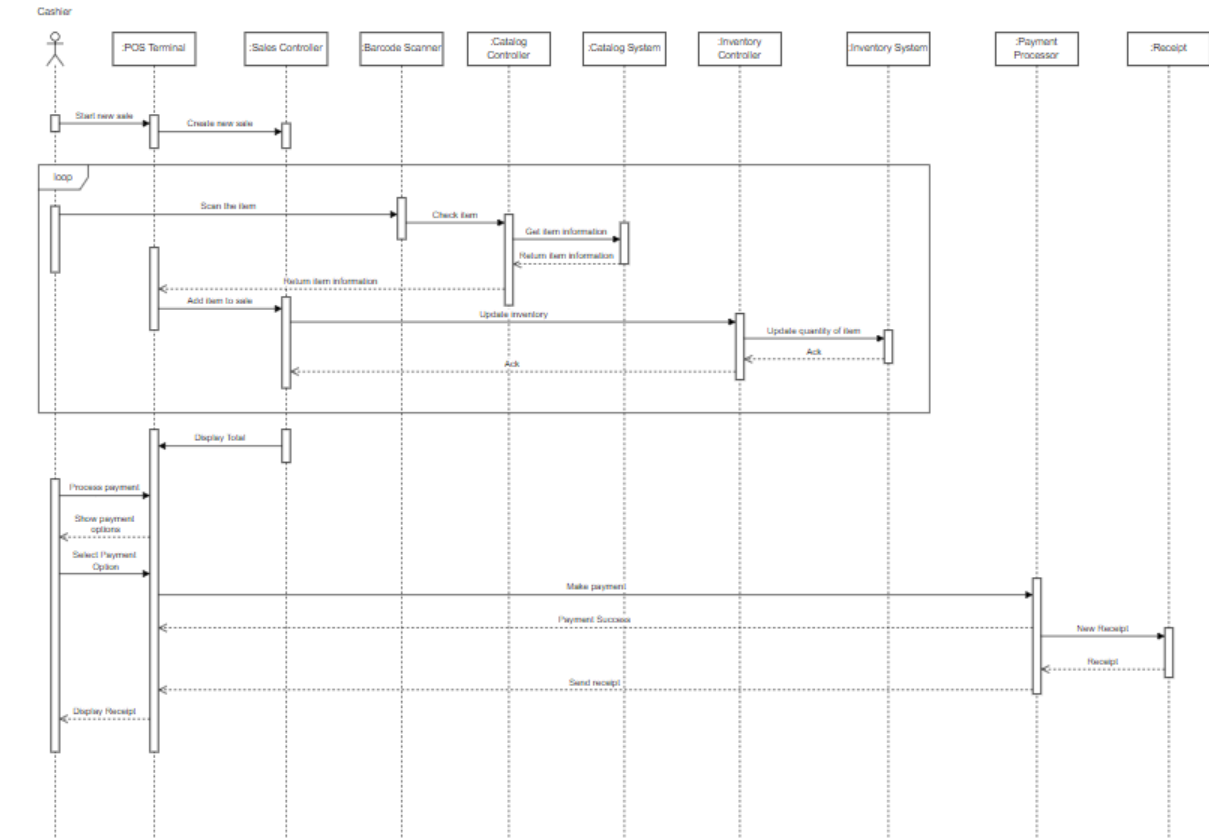 Cashier
:POS Terminal
:Sales Controller
:Barcode Scanner
:Catalog
Controller
:Catalog System
:Inventory
Controller
:Inventory System
:Payment
Processor
:Receipt
Start new sale
Create new sale
loop
Scan the item
Check item
Get item information
Return item information
Return item information
Add item to sale
Update inventory
Update quantity of item
Ack
Ack
Display Total
Process payment
Show payment
options
Select Payment
Option
Make payment
Payment Success
New Receipt
Receipt
Send receipt
Display Receipt